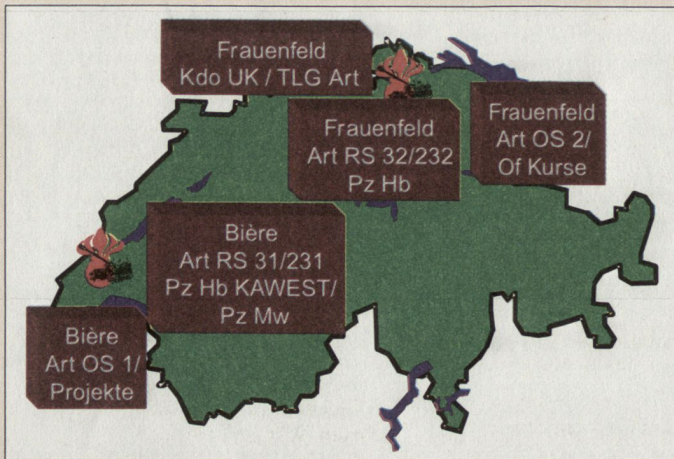 Frauenfeld
Kdo UK / TLG Art
Frauenfeld
Art RS 32/232
Pz Hb
Frauenfeld
Art OS 2/
Of Kurse
Bière
Art RS 31/231
Pz Hb KAWEST/
Pz Mw
Bière
Art OS 1/
Projekte